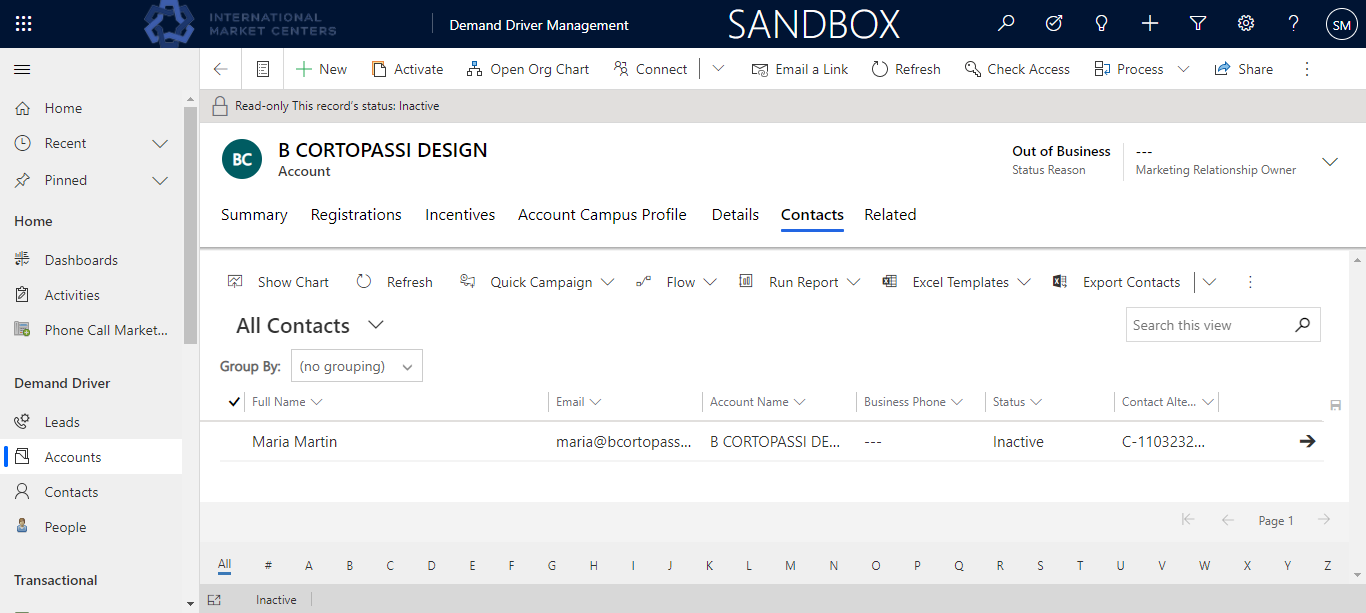 INTERNATIONAL
MARKET CENTERS
Demand Driver Management
SANDBOX
SM
New
Activate
Open Org Chart
Connect
Email a Link
Refresh
Check Access
Process
Share
Home
Recent
Pinned
Home
Dashboards
Activities
Phone Call Market...
Demand Driver
Leads
Accounts
Contacts
People
Transactional
Read-only This record's status: Inactive
BC
B CORTOPASSI DESIGN
Account
Out of Business
Status Reason
---
Marketing Relationship Owner
Summary
Registrations
Incentives
Account Campus Profile
Details
Contacts
Related
Show Chart
Refresh
Quick Campaign
Flow
Run Report
Excel Templates
Export Contacts
All Contacts
Search this view
Group By:
(no grouping)
Full Name
Email
Account Name
Business Phone
Status
Contact Alte...
Maria Martin
maria@bcortopass...
B CORTOPASSI DE...
---
Inactive
C-1103232...
Page 1
All # A B C D E F G H I J K L M N O P Q R S T U V W X Y Z
Inactive